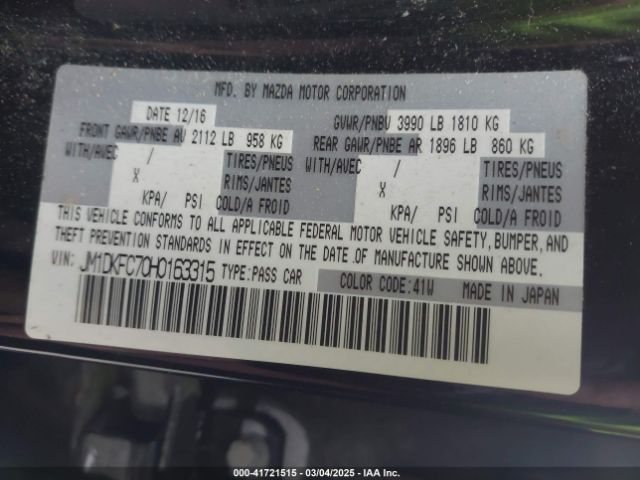 MFD. BY MAZDA MOTOR CORPORATION
DATE 12/16 GVWR/PNBV 3990 LB 1810 KG
FRONT GAWR/PNBE AV 2112 LB 958 KG REAR GAWR/PNBE AR 1896 LB 860 KG
WITH/AVEC / TIRES/PNEUS WITH/AVEC / TIRES/PNEUS
X RIMS/JANTES X RIMS/JANTES
KPA/ PSI COLD/A FROID KPA/ PSI COLD/A FROID
THIS VEHICLE CONFORMS TO ALL APPLICABLE FEDERAL MOTOR VEHICLE SAFETY, BUMPER, AND
THEFT PREVENTION STANDARDS IN EFFECT ON THE DATE OF MANUFACTURE SHOWN ABOVE.
VIN: JM1DKFC70H0163315 TYPE:PASS CAR COLOR CODE:41W MADE IN JAPAN
000-41721515 - 03/04/2025 - IAA Inc.